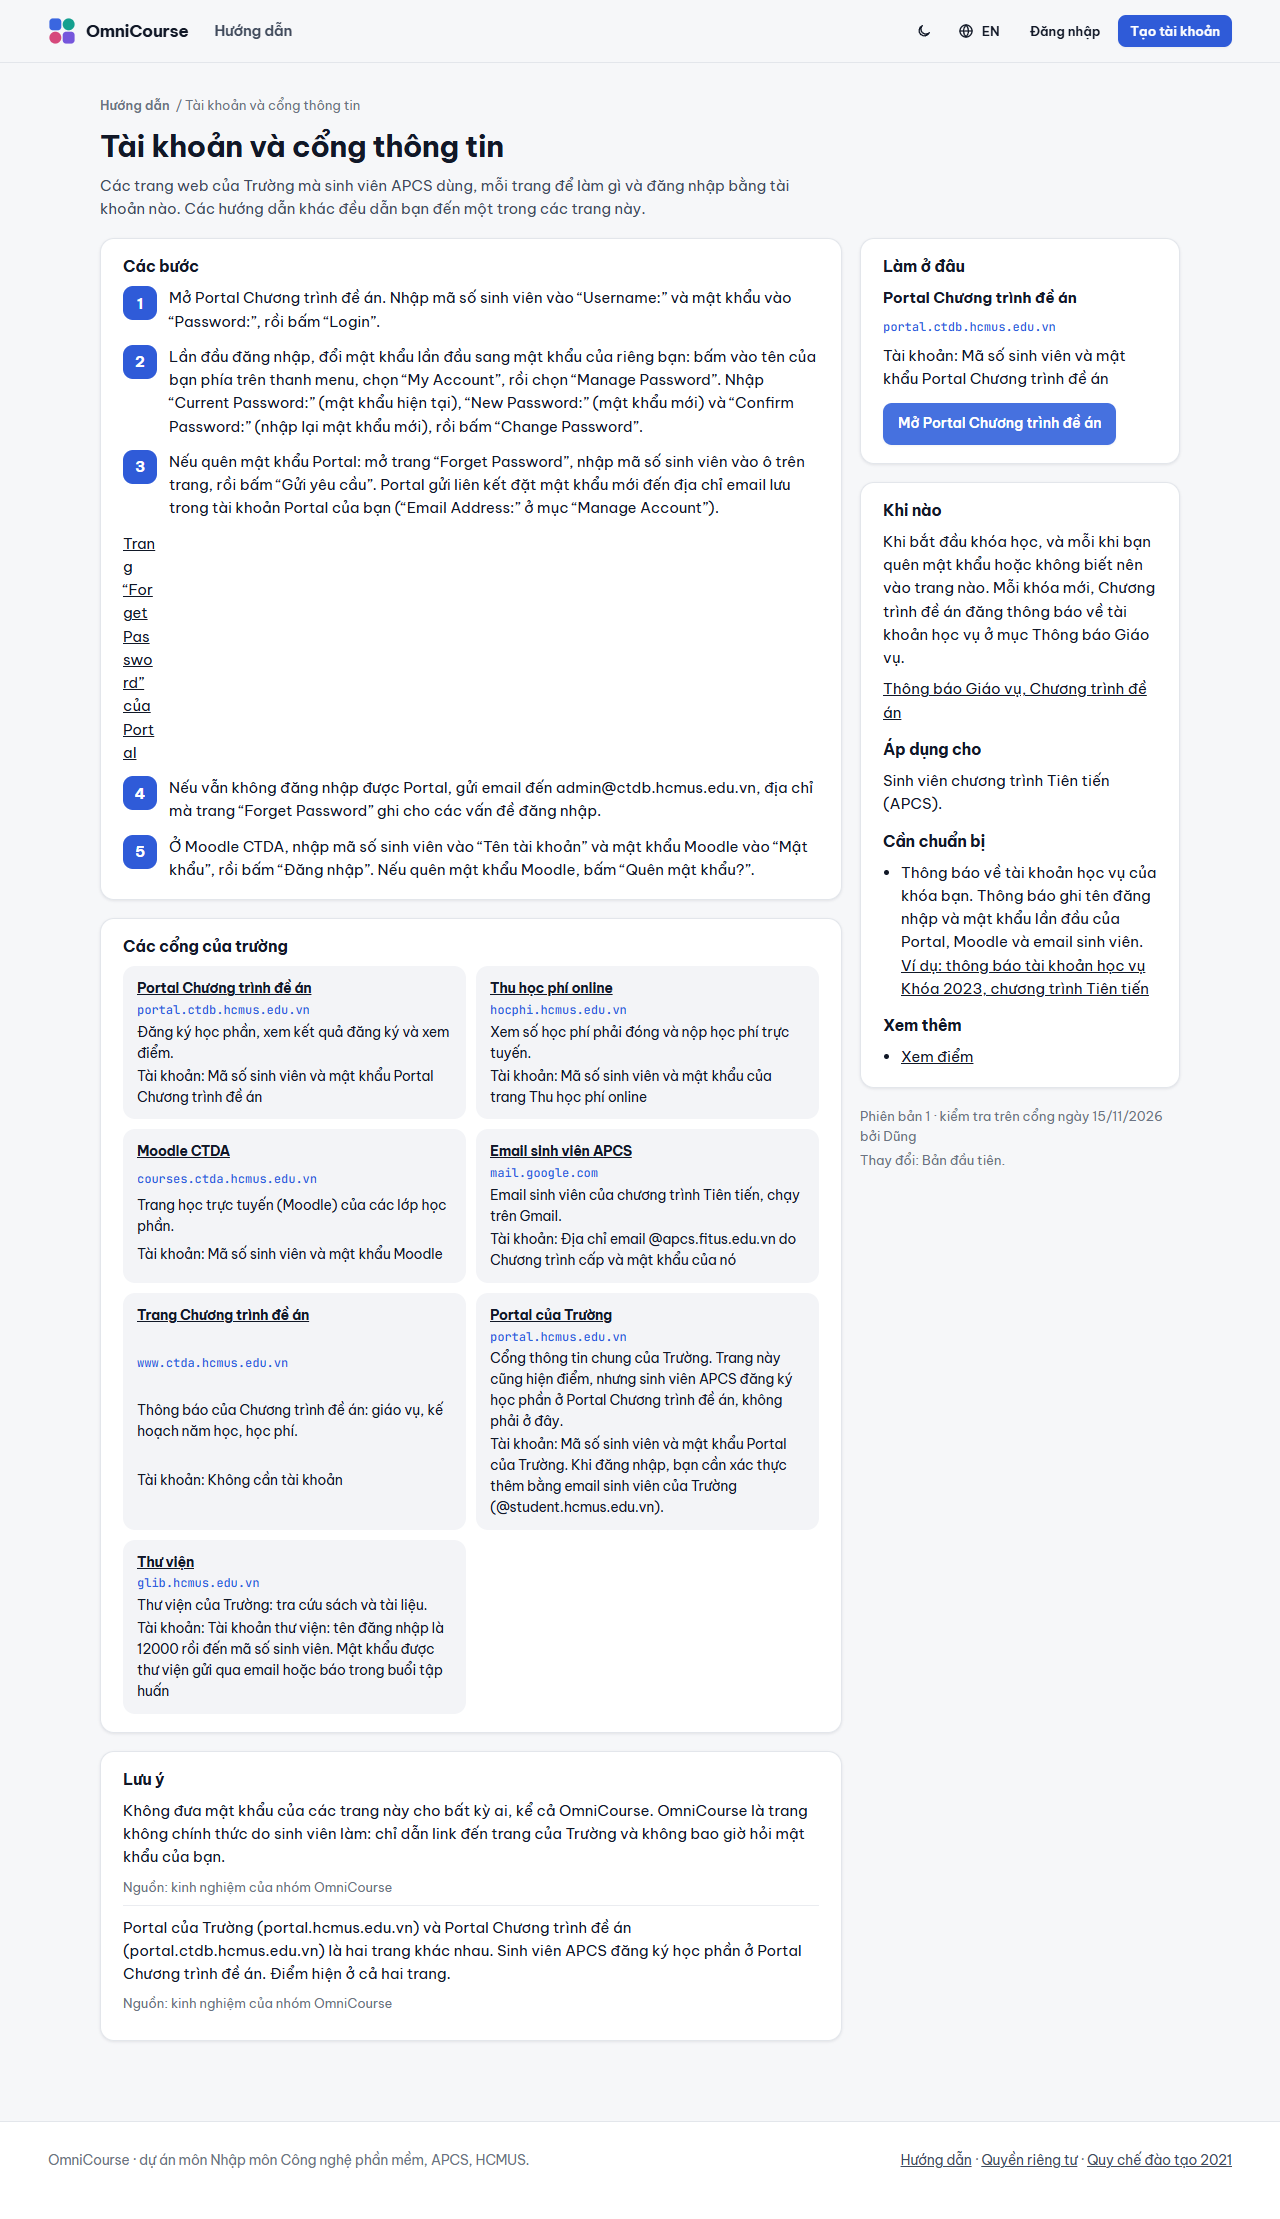 OmniCourse
Hướng dẫn
EN
Đăng nhập
Tạo tài khoản
Hướng dẫn / Tài khoản và cổng thông tin
Tài khoản và cổng thông tin
Các trang web của Trường mà sinh viên APCS dùng, mỗi trang để làm gì và đăng nhập bằng tài
khoản nào. Các hướng dẫn khác đều dẫn bạn đến một trong các trang này.
Các bước
1
Mở Portal Chương trình đề án. Nhập mã số sinh viên vào “Username:” và mật khẩu vào
“Password:”, rồi bấm “Login”.
2
Lần đầu đăng nhập, đổi mật khẩu lần đầu sang mật khẩu của riêng bạn: bấm vào tên của
bạn phía trên thanh menu, chọn “My Account”, rồi chọn “Manage Password”. Nhập
“Current Password:” (mật khẩu hiện tại), “New Password:” (mật khẩu mới) và “Confirm
Password:” (nhập lại mật khẩu mới), rồi bấm “Change Password”.
3
Nếu quên mật khẩu Portal: mở trang “Forget Password”, nhập mã số sinh viên vào ô trên
trang, rồi bấm “Gửi yêu cầu”. Portal gửi liên kết đặt mật khẩu mới đến địa chỉ email lưu
trong tài khoản Portal của bạn (“Email Address:” ở mục “Manage Account”).
Tran
g
“For
get
Pas
swo
rd”
của
Port
al
4
Nếu vẫn không đăng nhập được Portal, gửi email đến admin@ctdb.hcmus.edu.vn, địa chỉ
mà trang “Forget Password” ghi cho các vấn đề đăng nhập.
5
Ở Moodle CTDA, nhập mã số sinh viên vào “Tên tài khoản” và mật khẩu Moodle vào “Mật
khẩu”, rồi bấm “Đăng nhập”. Nếu quên mật khẩu Moodle, bấm “Quên mật khẩu?”.
Các cổng của trường
Portal Chương trình đề án
portal.ctdb.hcmus.edu.vn
Đăng ký học phần, xem kết quả đăng ký và xem
điểm.
Tài khoản: Mã số sinh viên và mật khẩu Portal
Chương trình đề án
Thu học phí online
hocphi.hcmus.edu.vn
Xem số học phí phải đóng và nộp học phí trực
tuyến.
Tài khoản: Mã số sinh viên và mật khẩu của
trang Thu học phí online
Moodle CTDA
courses.ctda.hcmus.edu.vn
Trang học trực tuyến (Moodle) của các lớp học
phần.
Tài khoản: Mã số sinh viên và mật khẩu Moodle
Email sinh viên APCS
mail.google.com
Email sinh viên của chương trình Tiên tiến, chạy
trên Gmail.
Tài khoản: Địa chỉ email @apcs.fitus.edu.vn do
Chương trình cấp và mật khẩu của nó
Trang Chương trình đề án
www.ctda.hcmus.edu.vn
Thông báo của Chương trình đề án: giáo vụ, kế
hoạch năm học, học phí.
Tài khoản: Không cần tài khoản
Portal của Trường
portal.hcmus.edu.vn
Cổng thông tin chung của Trường. Trang này
cũng hiện điểm, nhưng sinh viên APCS đăng ký
học phần ở Portal Chương trình đề án, không
phải ở đây.
Tài khoản: Mã số sinh viên và mật khẩu Portal
của Trường. Khi đăng nhập, bạn cần xác thực
thêm bằng email sinh viên của Trường
(@student.hcmus.edu.vn).
Thư viện
glib.hcmus.edu.vn
Thư viện của Trường: tra cứu sách và tài liệu.
Tài khoản: Tài khoản thư viện: tên đăng nhập là
12000 rồi đến mã số sinh viên. Mật khẩu được
thư viện gửi qua email hoặc báo trong buổi tập
huấn
Lưu ý
Không đưa mật khẩu của các trang này cho bất kỳ ai, kể cả OmniCourse. OmniCourse là trang
không chính thức do sinh viên làm: chỉ dẫn link đến trang của Trường và không bao giờ hỏi mật
khẩu của bạn.
Nguồn: kinh nghiệm của nhóm OmniCourse
Portal của Trường (portal.hcmus.edu.vn) và Portal Chương trình đề án
(portal.ctdb.hcmus.edu.vn) là hai trang khác nhau. Sinh viên APCS đăng ký học phần ở Portal
Chương trình đề án. Điểm hiện ở cả hai trang.
Nguồn: kinh nghiệm của nhóm OmniCourse
Làm ở đâu
Portal Chương trình đề án
portal.ctdb.hcmus.edu.vn
Tài khoản: Mã số sinh viên và mật
khẩu Portal Chương trình đề án
Mở Portal Chương trình đề án
Khi nào
Khi bắt đầu khóa học, và mỗi khi bạn
quên mật khẩu hoặc không biết nên
vào trang nào. Mỗi khóa mới, Chương
trình đề án đăng thông báo về tài
khoản học vụ ở mục Thông báo Giáo
vụ.
Thông báo Giáo vụ, Chương trình đề
án
Áp dụng cho
Sinh viên chương trình Tiên tiến
(APCS).
Cần chuẩn bị
• Thông báo về tài khoản học vụ của
khóa bạn. Thông báo ghi tên đăng
nhập và mật khẩu lần đầu của
Portal, Moodle và email sinh viên.
Ví dụ: thông báo tài khoản học vụ
Khóa 2023, chương trình Tiên tiến
Xem thêm
• Xem điểm
Phiên bản 1 · kiểm tra trên cổng ngày 15/11/2026
bởi Dũng
Thay đổi: Bản đầu tiên.
OmniCourse · dự án môn Nhập môn Công nghệ phần mềm, APCS, HCMUS.
Hướng dẫn · Quyền riêng tư · Quy chế đào tạo 2021